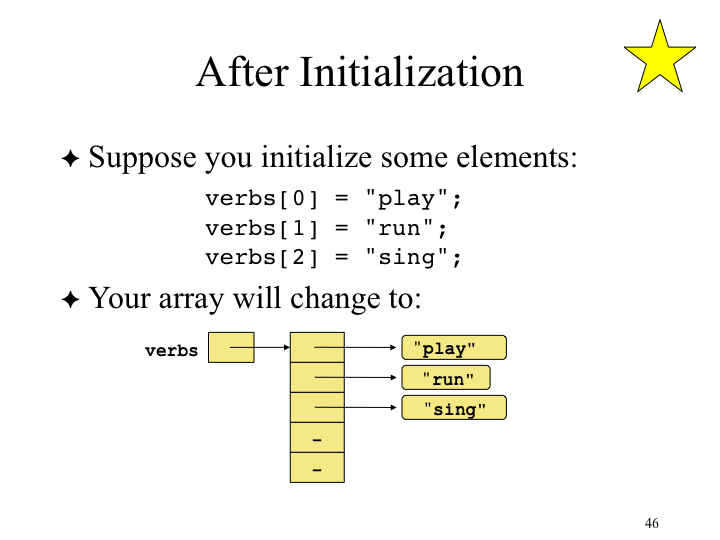 After Initialization
✦ Suppose you initialize some elements:
verbs[0] = "play";
verbs[1] = "run";
verbs[2] = "sing";
✦ Your array will change to:
verbs
"play"
"run"
"sing"
-
-
46